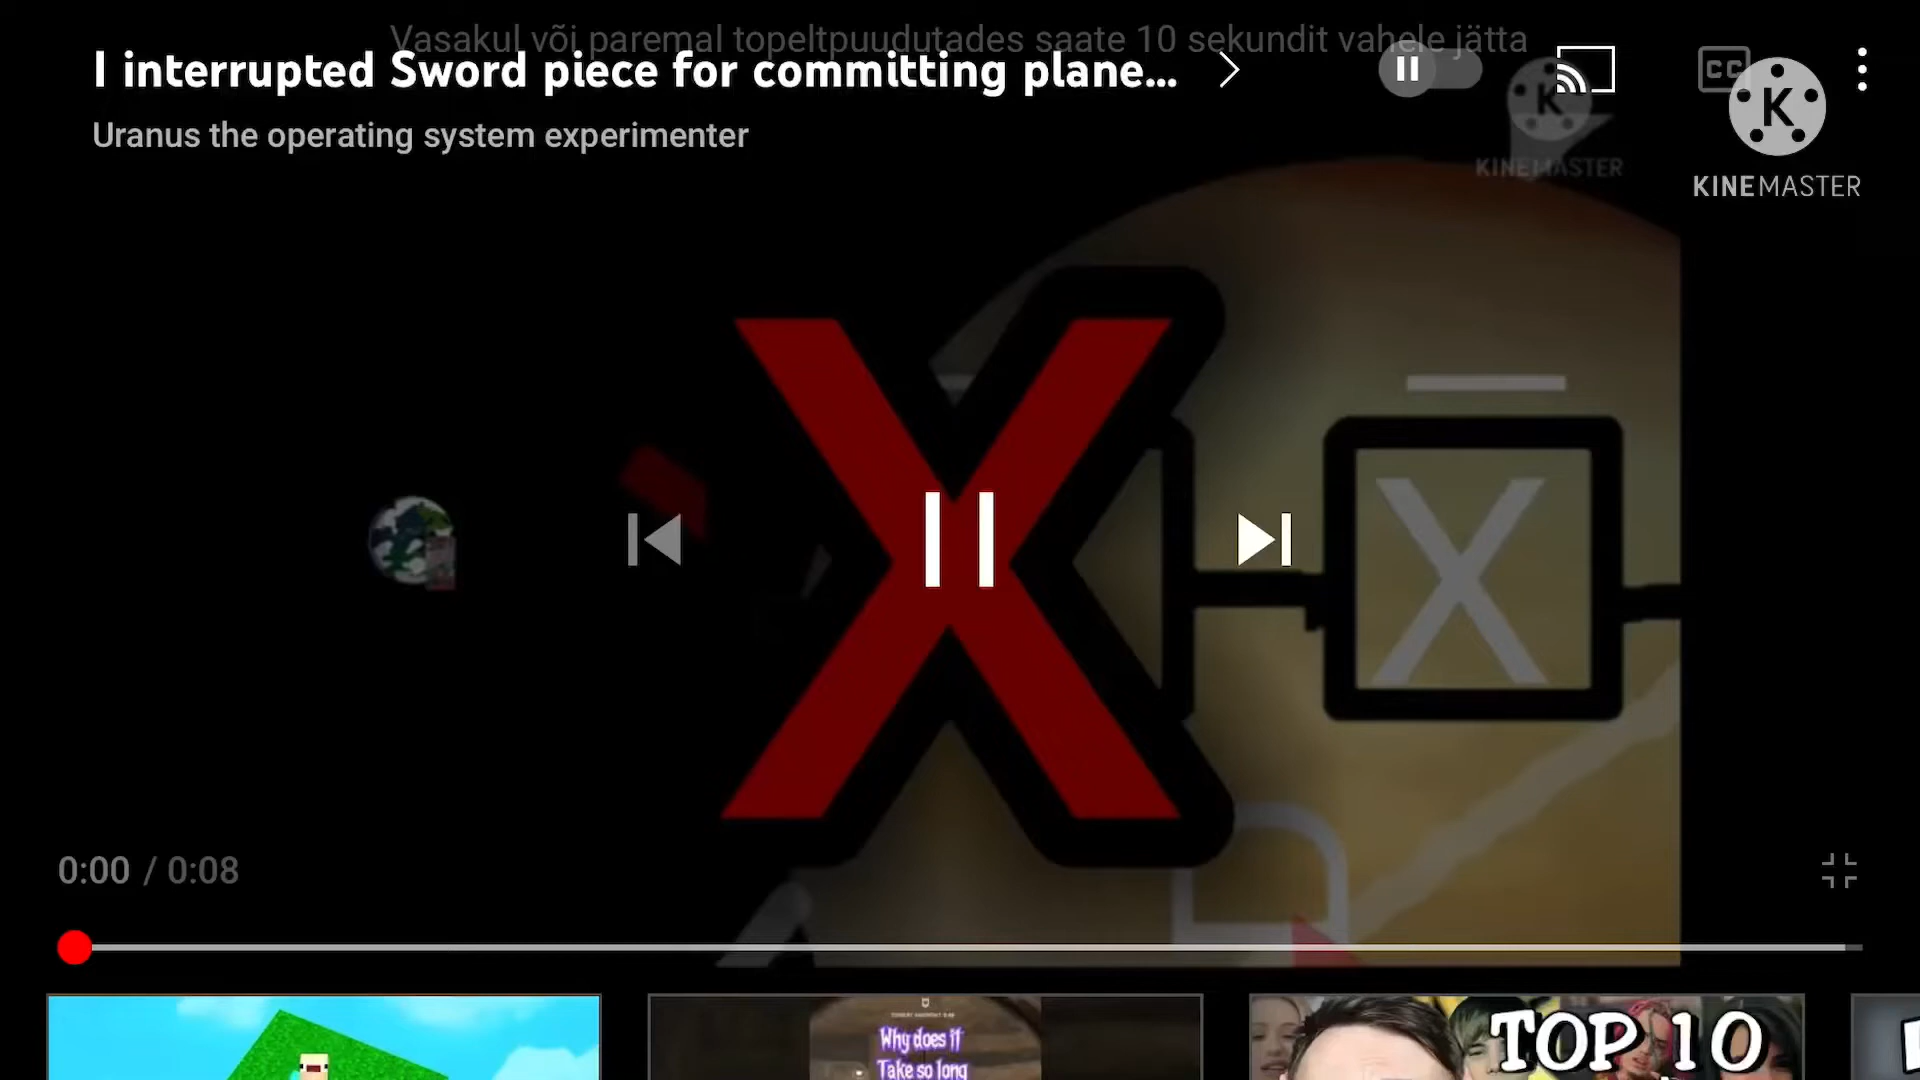 Vasakul või paremal topeltpuudutades saate 10 sekundit vahele jätta
I interrupted Sword piece for committing plane...
CC
K
K
Uranus the operating system experimenter
KINEMASTER
KINEMASTER
X
X
0:00 / 0:08
Why does it
Take so long
TOP 10